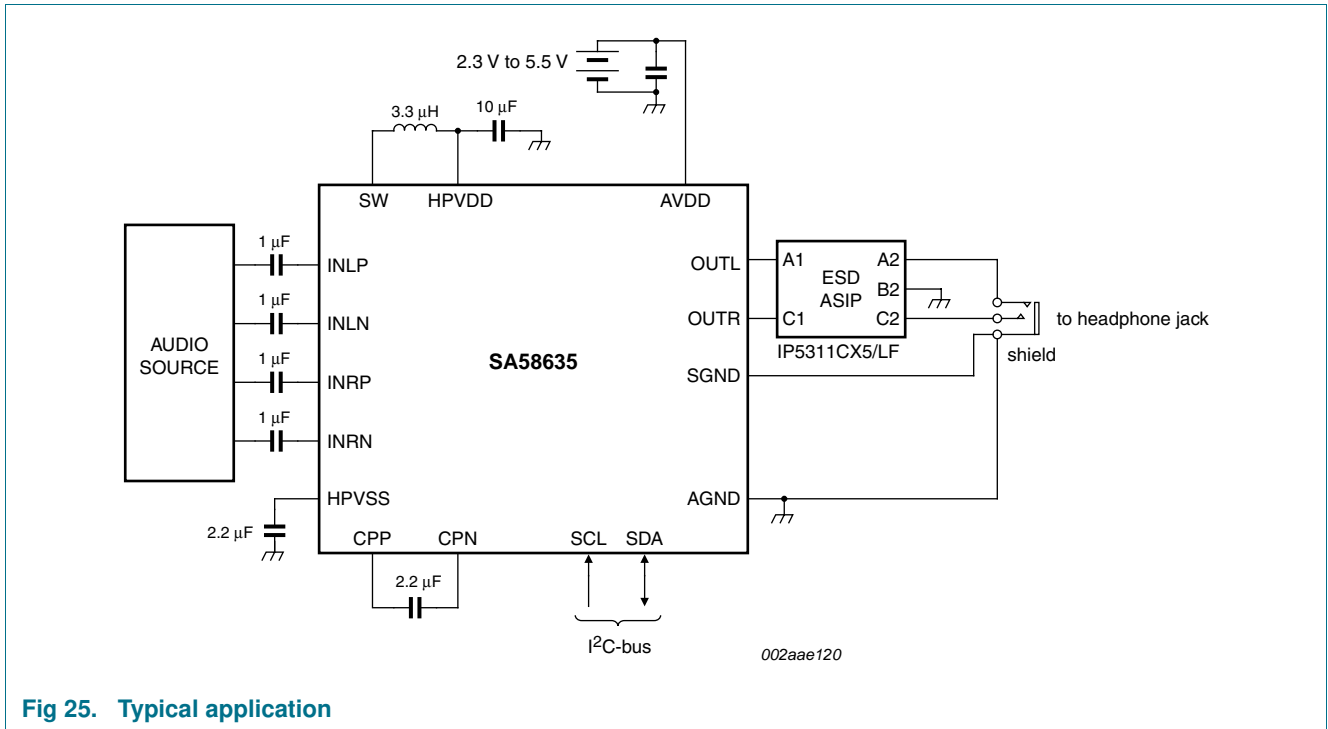 2.3 V to 5.5 V
3.3 μH
10 μF
SW
HPVDD
AVDD
AUDIO
SOURCE
1 μF
1 μF
1 μF
1 μF
INLP
INLN
INRP
INRN
HPVSS
SA58635
OUTL
OUTR
SGND
AGND
A1
A2
ESD
ASIP
B2
C1
C2
IP5311CX5/LF
to headphone jack
shield
2.2 μF
CPP
CPN
SCL
SDA
2.2 μF
I2C-bus
002aae120
Fig 25. Typical application